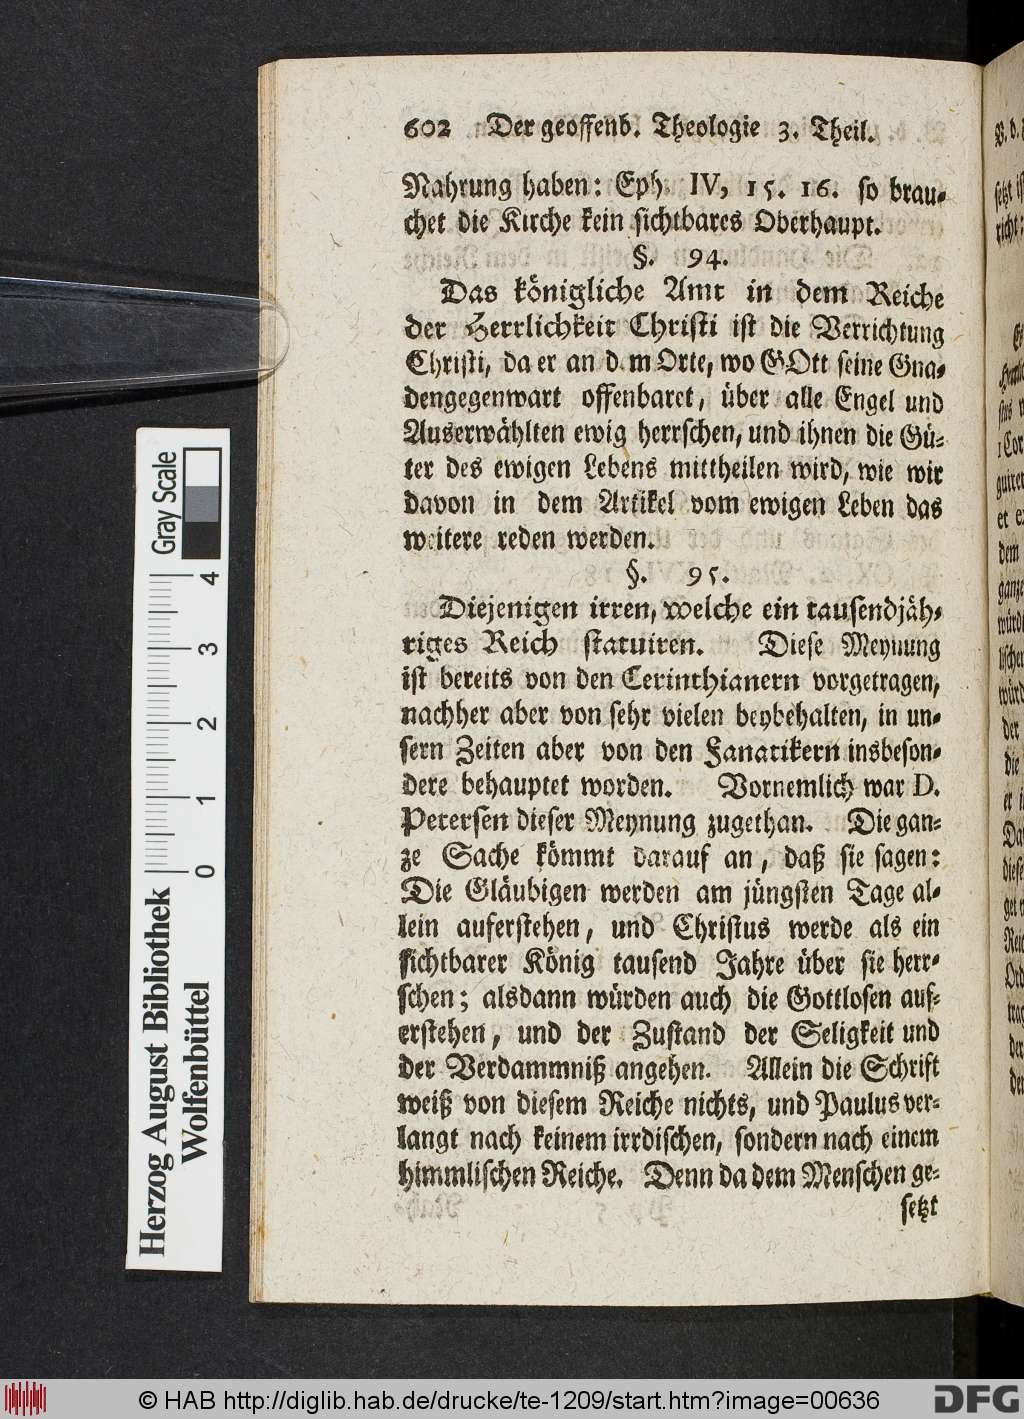 602 Der geoffenb. Theologie 3. Theil.
Nahrung haben: Eph. IV, 15. 16. so brau-
chet die Kirche kein sichtbares Oberhaupt.
§. 94.
Das königliche Amt in dem Reiche
der Herrlichkeit Christi ist die Verrichtung
Christi, da er an dem Orte, wo GOtt seine Gna-
dengegenwart offenbaret, über alle Engel und
Auserwählten ewig herrschen, und ihnen die Gü-
ter des ewigen Lebens mittheilen wird, wie wir
davon in dem Artikel vom ewigen Leben das
weitere reden werden.
§. 95.
Diejenigen irren, welche ein tausendjäh-
riges Reich statuiren. Diese Meynung
ist bereits von den Cerinthianern vorgetragen,
nachher aber von sehr vielen beybehalten, in un-
sern Zeiten aber von den Fanatikern insbeson-
dere behauptet worden. Vornemlich war D.
Petersen dieser Meynung zugethan. Die gan-
ze Sache kömmt darauf an, daß sie sagen:
Die Gläubigen werden am jüngsten Tage al-
lein auferstehen, und Christus werde als ein
sichtbarer König tausend Jahre über sie herr-
schen; alsdann würden auch die Gottlosen auf-
erstehen, und der Zustand der Seligkeit und
der Verdammniß angehen. Allein die Schrift
weiß von diesem Reiche nichts, und Paulus ver-
langt nach keinem irrdischen, sondern nach einem
himmlischen Reiche. Denn da dem Menschen ge-
setzt
Gray Scale
0 1 2 3 4
Herzog August Bibliothek
Wolfenbüttel
© HAB http://diglib.hab.de/drucke/te-1209/start.htm?image=00636
DFG